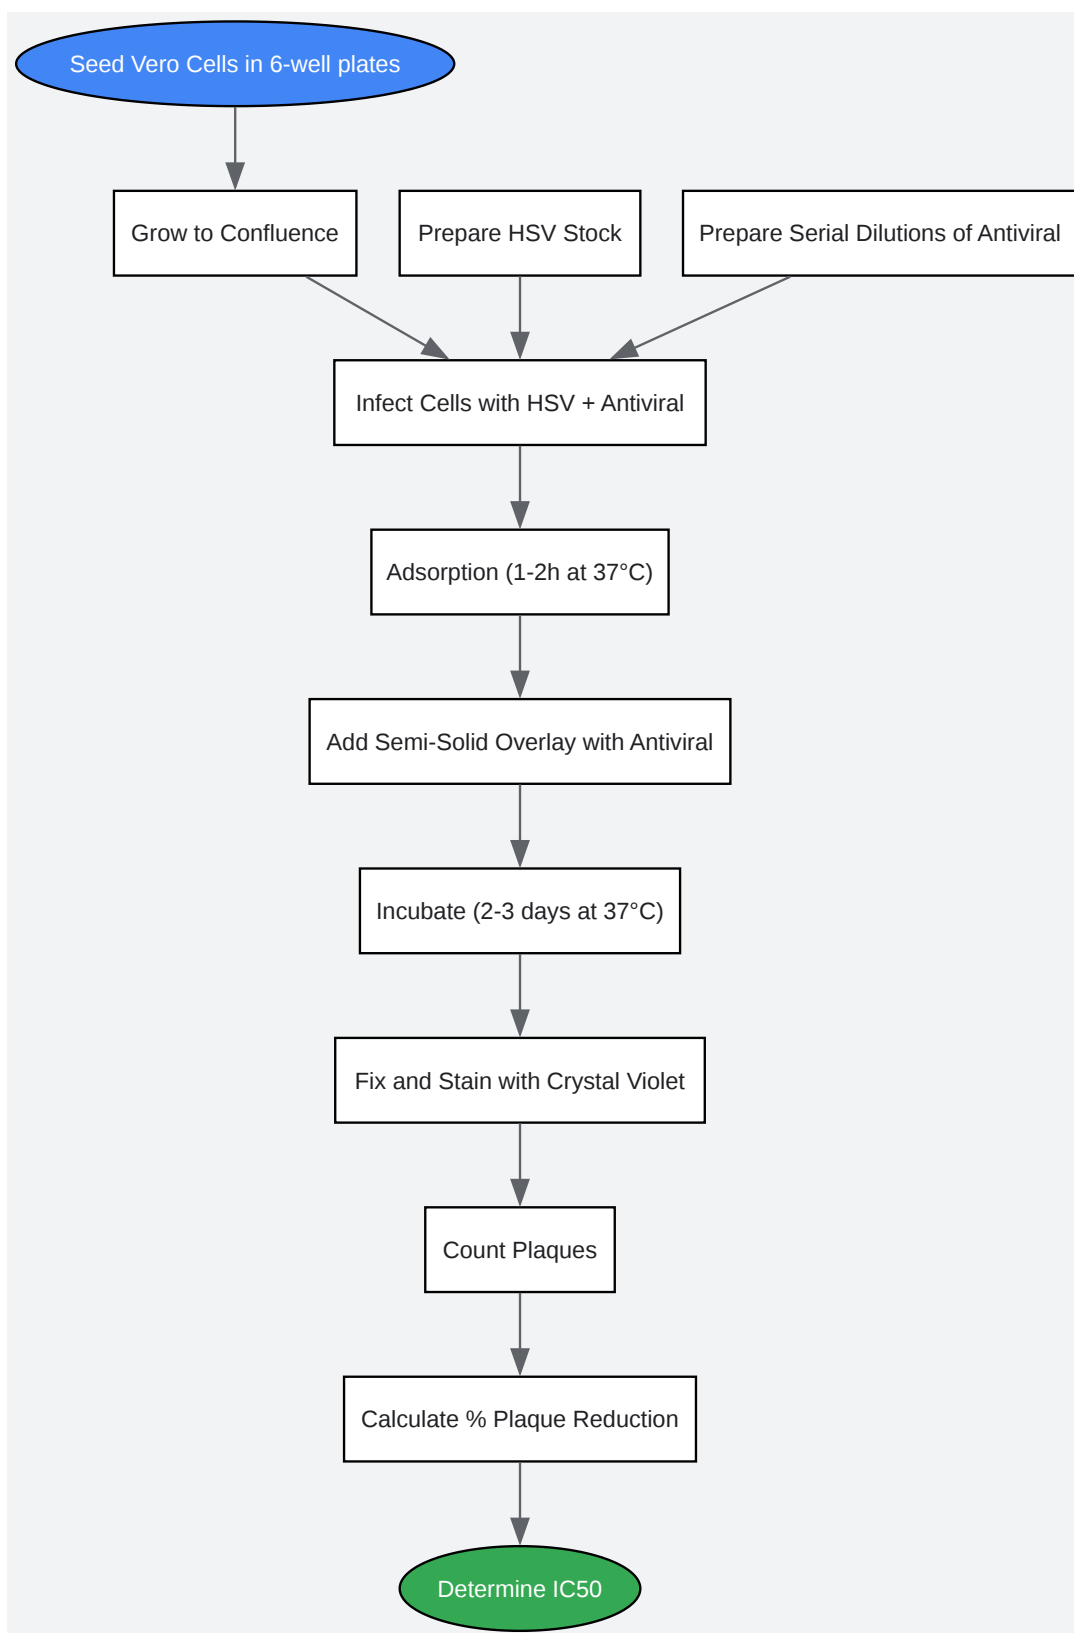 Seed Vero Cells in 6-well plates
Grow to Confluence
Prepare HSV Stock
Prepare Serial Dilutions of Antiviral
Infect Cells with HSV + Antiviral
Adsorption (1-2h at 37°C)
Add Semi-Solid Overlay with Antiviral
Incubate (2-3 days at 37°C)
Fix and Stain with Crystal Violet
Count Plaques
Calculate % Plaque Reduction
Determine IC50